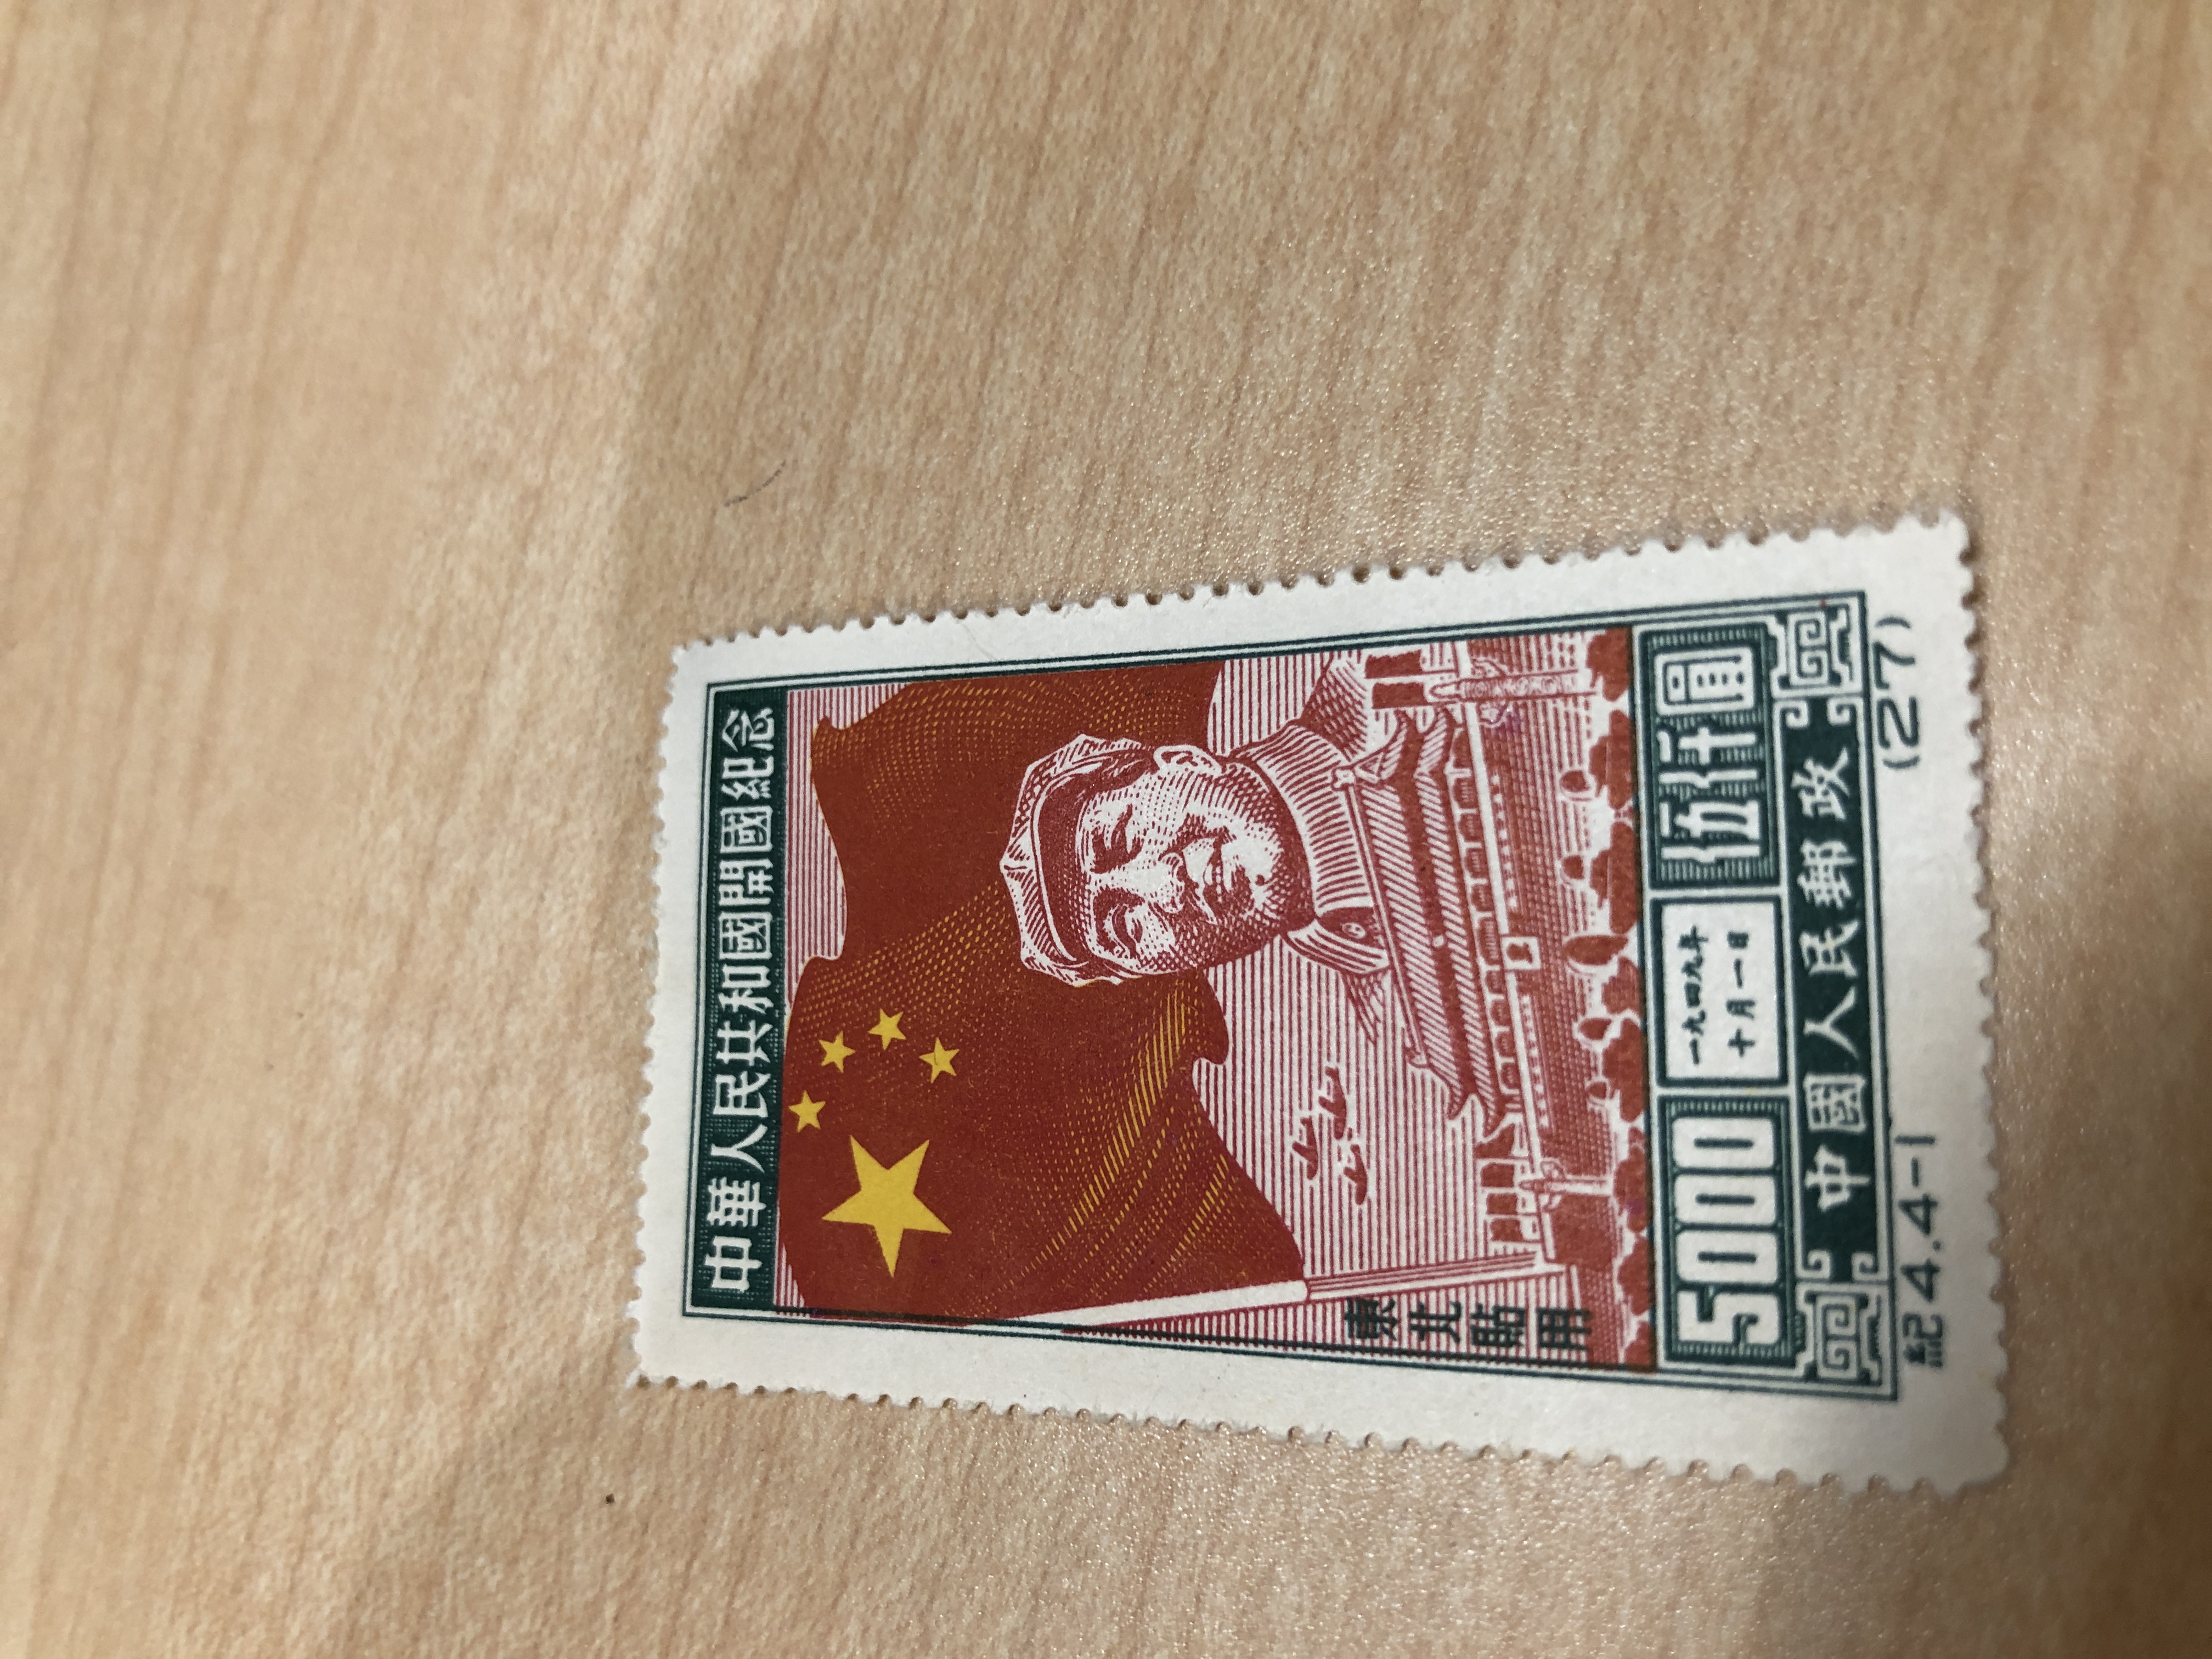 中華人民共和國開國紀念
東北貼用
5000
一九四九年
十月一日
伍仟圓
中國人民郵政
紀4.4-1
(27)